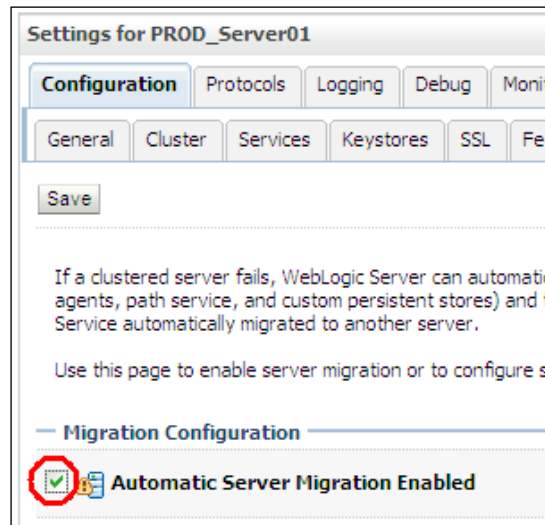 Settings for PROD_Server01
Configuration Protocols Logging Debug
General Cluster Services Keystores SSL
Save
If a clustered server fails, WebLogic Server can
agents, path service, and custom persistent stores) and
Service automatically migrated to another server.
Use this page to enable server migration or to configure
Migration Configuration
Automatic Server Migration Enabled